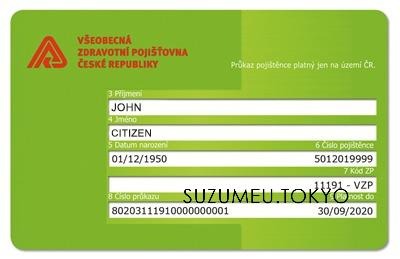 VŠEOBECNÁ
ZDRAVOTNÍ POJIŠŤOVNA
ČESKÉ REPUBLIKY
Průkaz pojištěnce platný jen na území ČR.
3 Příjmení
JOHN
4 Jméno
CITIZEN
5 Datum narození 6 Číslo pojištěnce
01/12/1950 5012019999
7 Kód ZP
11191 - VZP
8 Číslo průkazu SUZUMEU.TOKYO Platnost do
80203111910000000001 30/09/2020